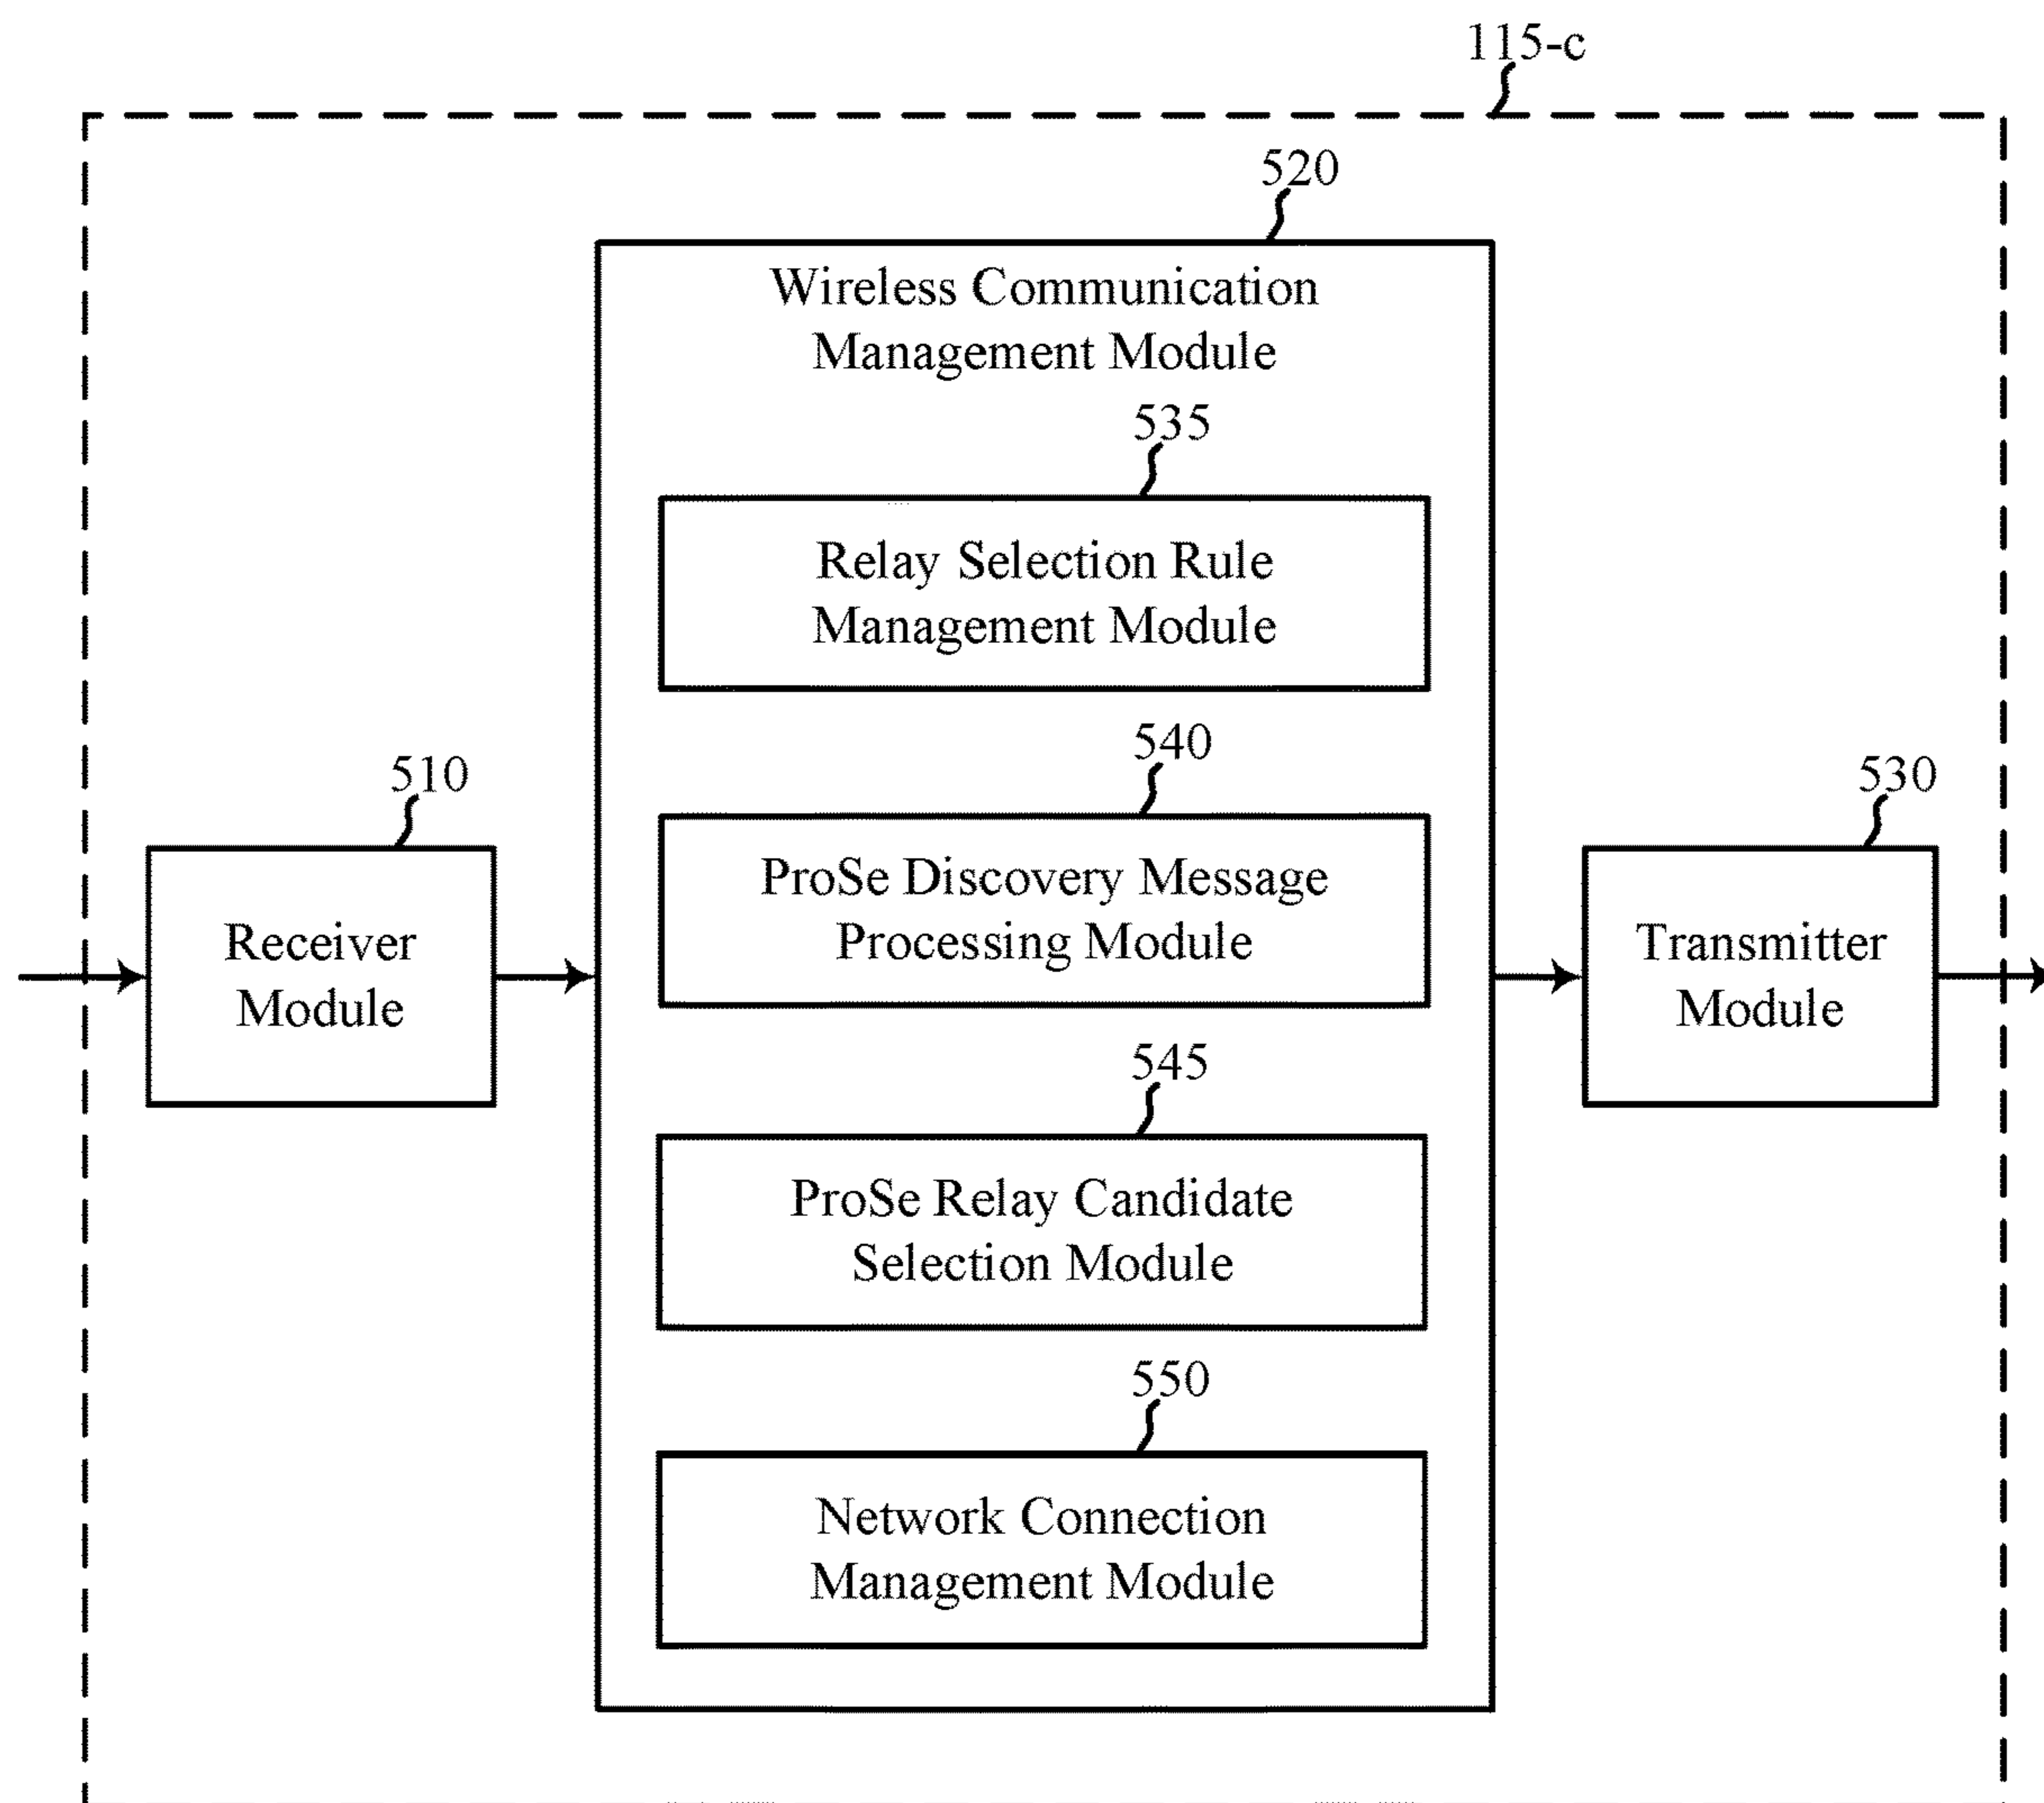 115-c
520
Wireless Communication
Management Module
535
Relay Selection Rule
Management Module
540
ProSe Discovery Message
Processing Module
510
Receiver
Module
530
Transmitter
Module
545
ProSe Relay Candidate
Selection Module
550
Network Connection
Management Module